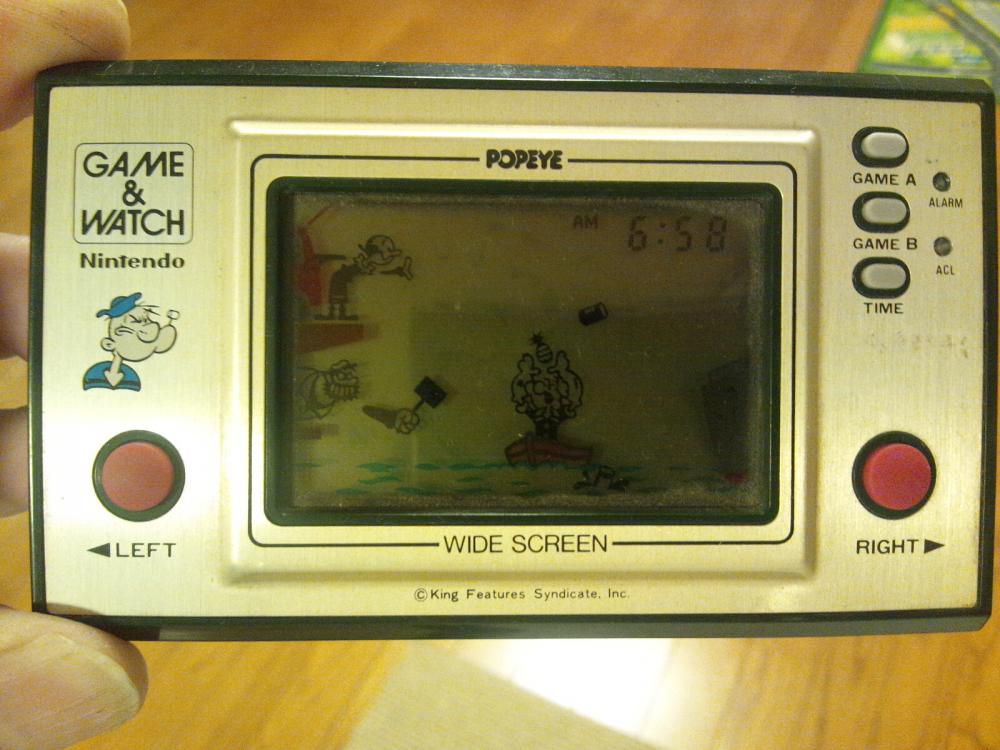 GAME
&
WATCH
Nintendo
POPEYE
AM 6:58
GAME A
ALARM
GAME B
ACL
TIME
◀LEFT
RIGHT▶
WIDE SCREEN
©King Features Syndicate, Inc.